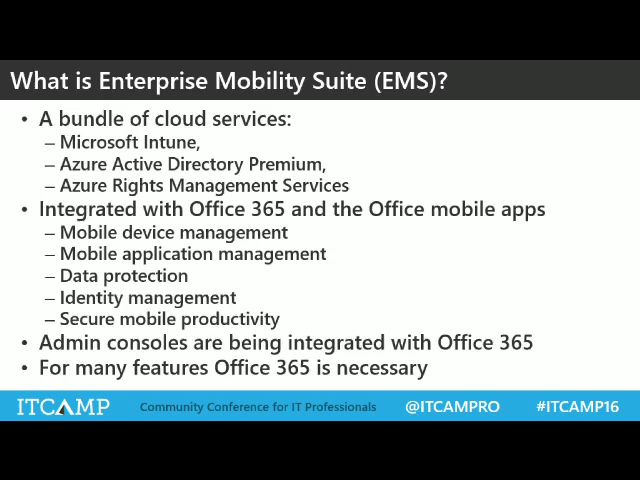 What is Enterprise Mobility Suite (EMS)?
• A bundle of cloud services:
– Microsoft Intune,
– Azure Active Directory Premium,
– Azure Rights Management Services
• Integrated with Office 365 and the Office mobile apps
– Mobile device management
– Mobile application management
– Data protection
– Identity management
– Secure mobile productivity
• Admin consoles are being integrated with Office 365
• For many features Office 365 is necessary
ITCAMP Community Conference for IT Professionals @ITCAMPRO #ITCAMP16